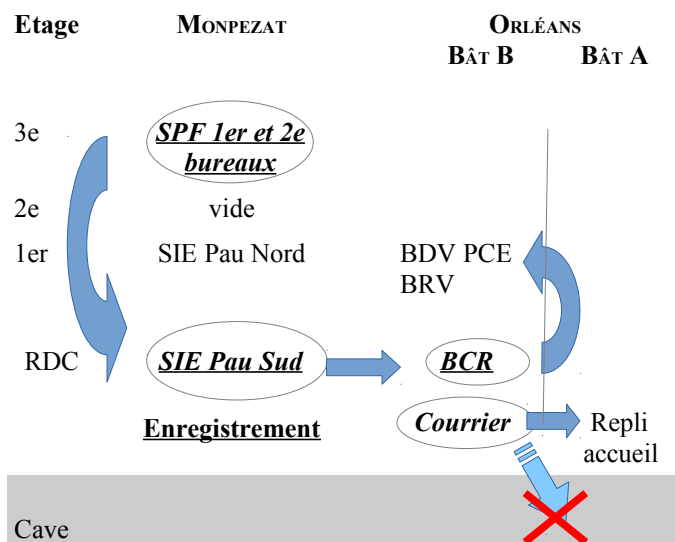 Etage MONPEZAT ORLÉANS
BÂT B BÂT A
3e SPF 1er et 2e
bureaux
2e vide
1er SIE Pau Nord BDV PCE
BRV
RDC SIE Pau Sud BCR
Enregistrement Courrier Repli
accueil
Cave